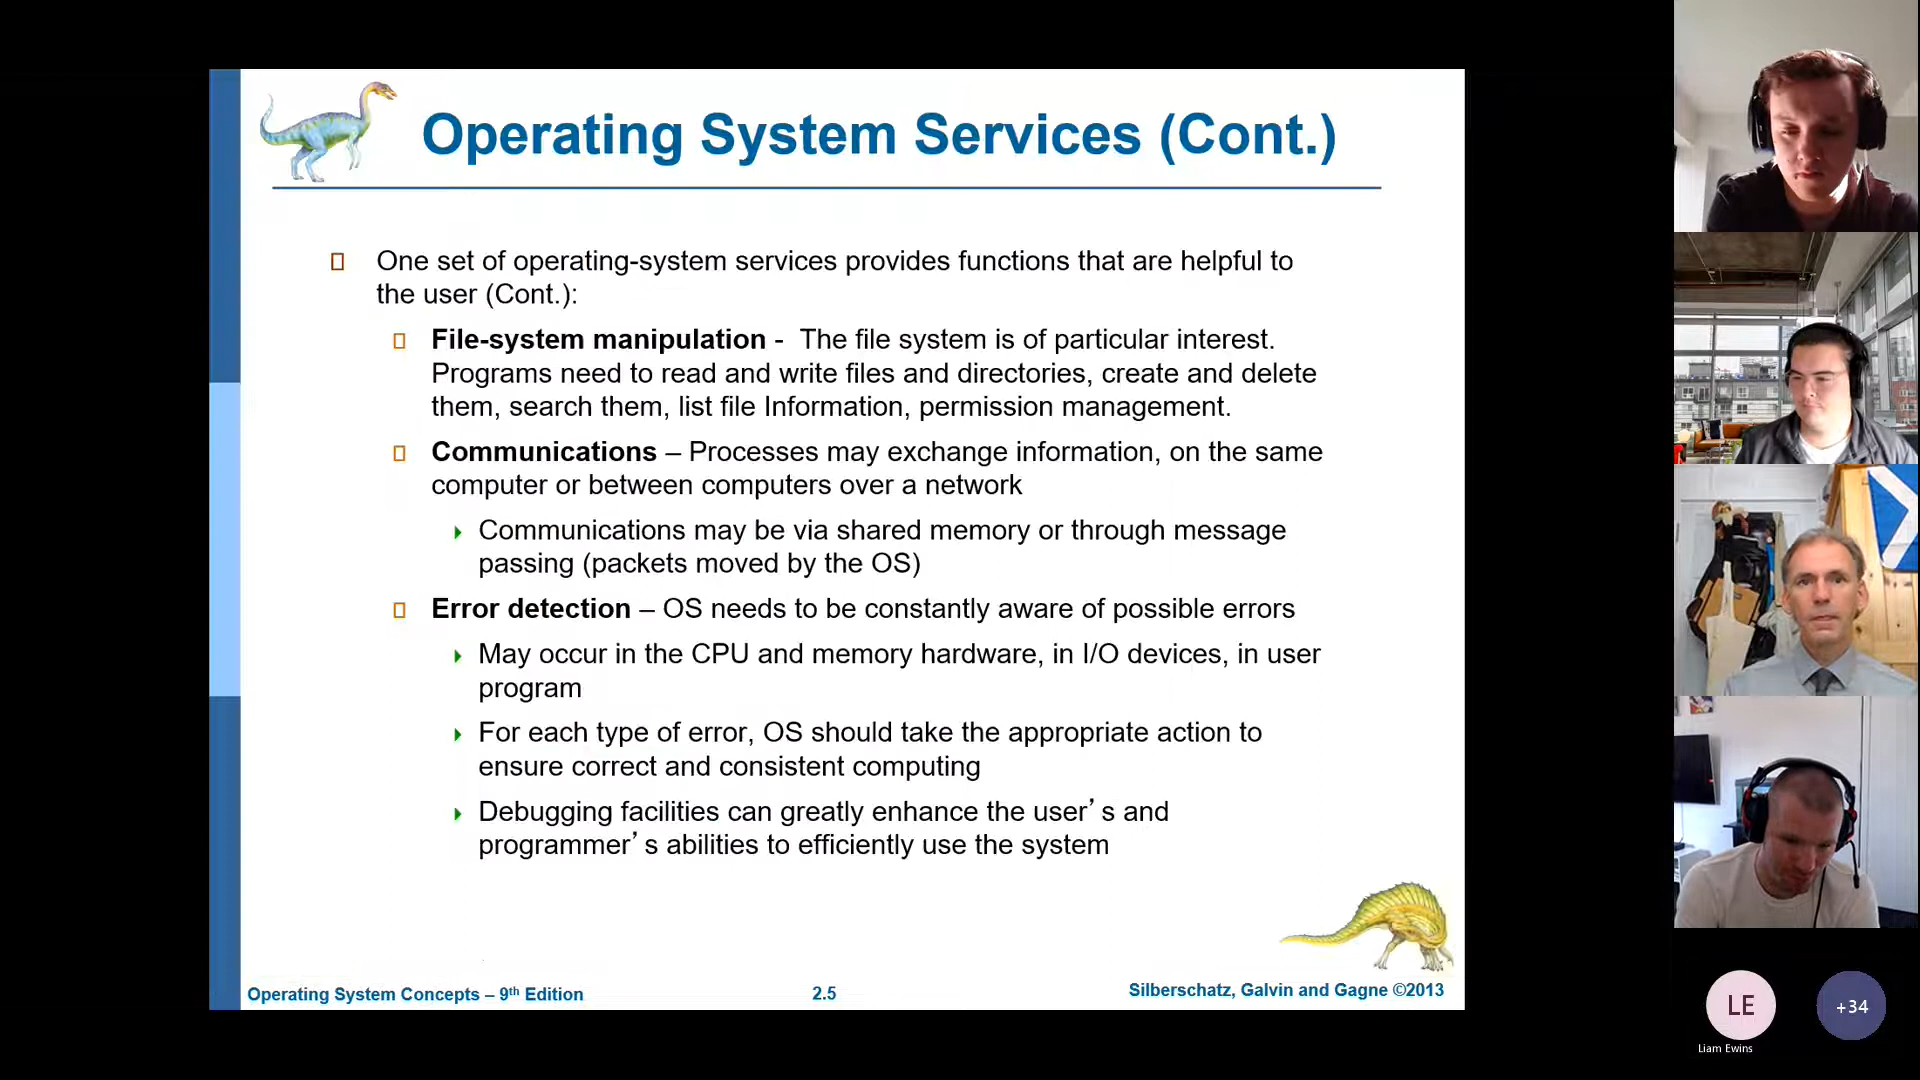 Operating System Services (Cont.)
One set of operating-system services provides functions that are helpful to
the user (Cont.):
File-system manipulation - The file system is of particular interest.
Programs need to read and write files and directories, create and delete
them, search them, list file Information, permission management.
Communications – Processes may exchange information, on the same
computer or between computers over a network
Communications may be via shared memory or through message
passing (packets moved by the OS)
Error detection – OS needs to be constantly aware of possible errors
May occur in the CPU and memory hardware, in I/O devices, in user
program
For each type of error, OS should take the appropriate action to
ensure correct and consistent computing
Debugging facilities can greatly enhance the user’s and
programmer’s abilities to efficiently use the system
Operating System Concepts – 9th Edition
2.5
Silberschatz, Galvin and Gagne ©2013
LE
+34
Liam Ewins